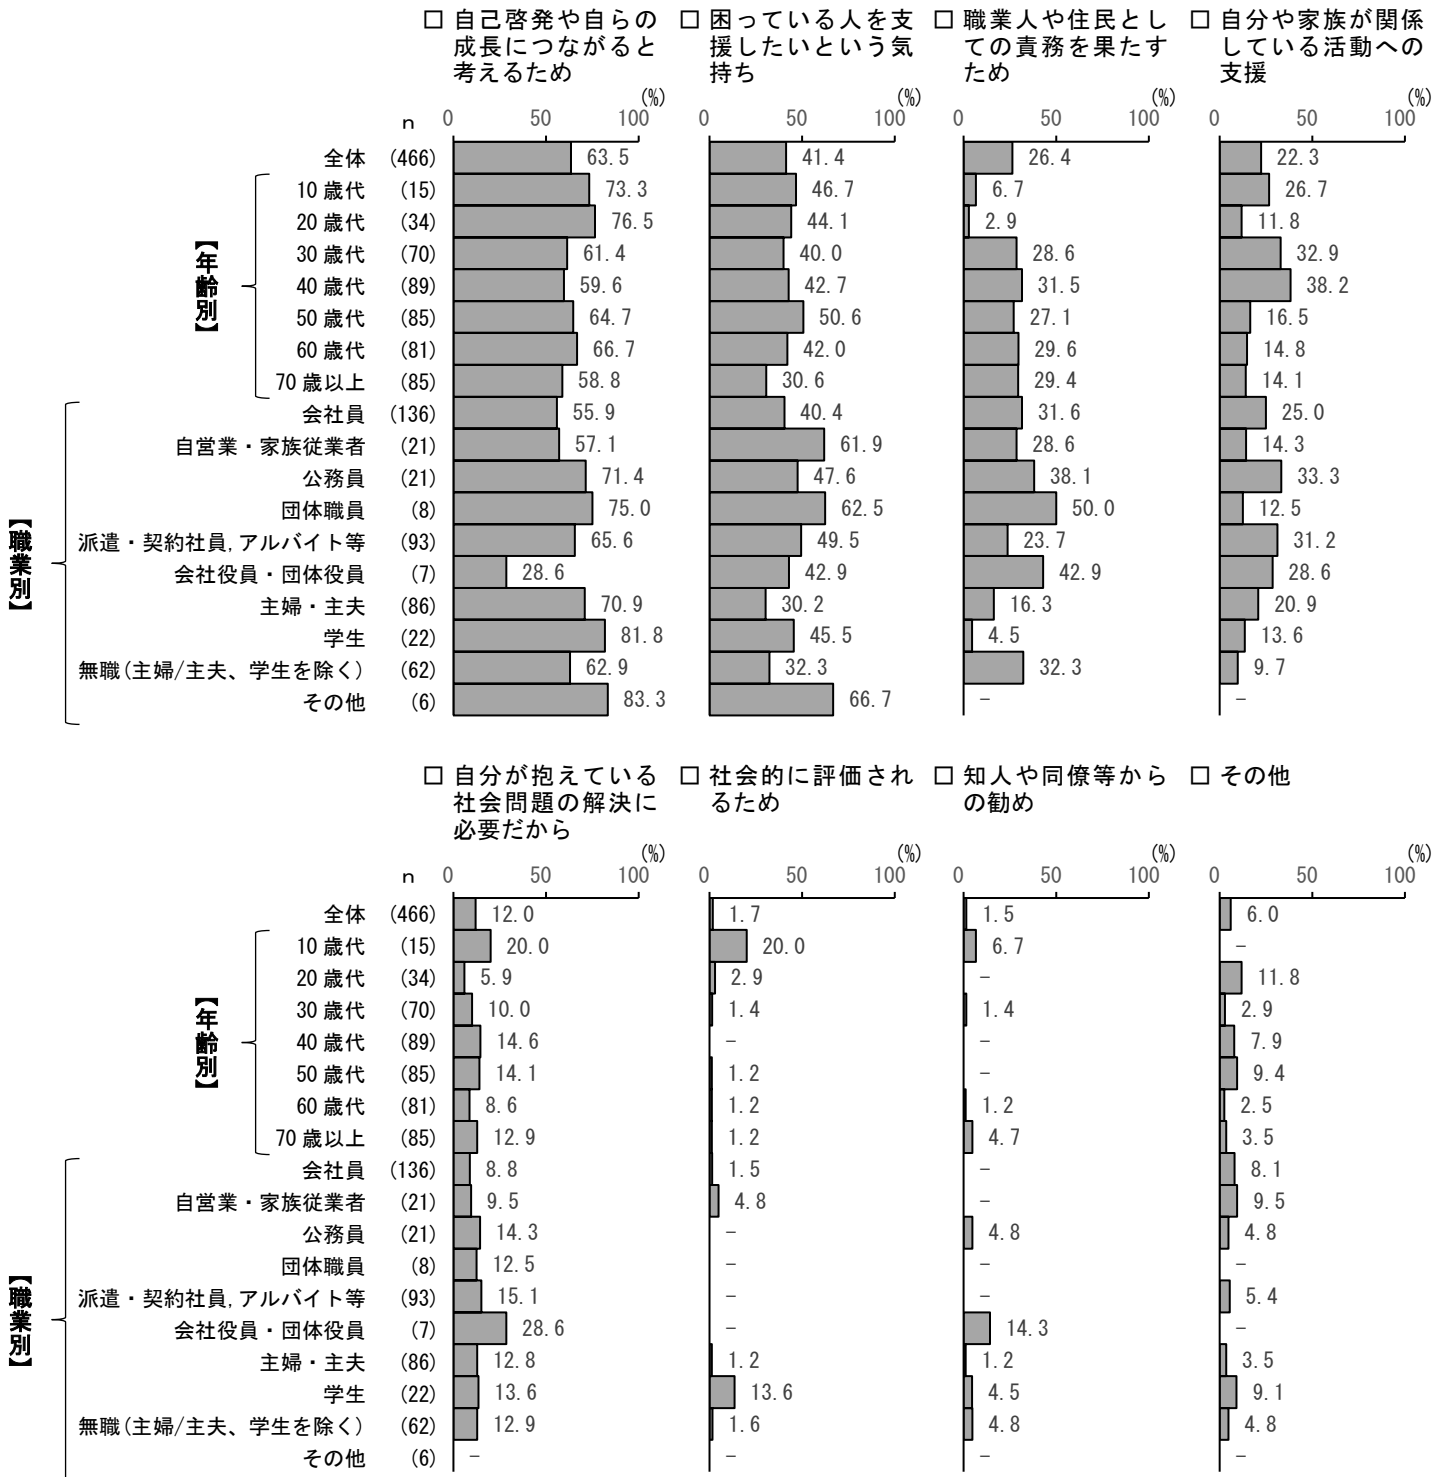 □ 自己啓発や自らの成長につながると考えるため
□ 困っている人を支援したいという気持ち
□ 職業人や住民としての責務を果たすため
□ 自分や家族が関係している活動への支援
(%) (%) (%) (%)
n 0 50 100 0 50 100 0 50 100 0 50 100
全体 (466) 63.5 41.4 26.4 22.3
【年齢別】
10歳代 (15) 73.3 46.7 6.7 26.7
20歳代 (34) 76.5 44.1 2.9 11.8
30歳代 (70) 61.4 40.0 28.6 32.9
40歳代 (89) 59.6 42.7 31.5 38.2
50歳代 (85) 64.7 50.6 27.1 16.5
60歳代 (81) 66.7 42.0 29.6 14.8
70歳以上 (85) 58.8 30.6 29.4 14.1
【職業別】
会社員 (136) 55.9 40.4 31.6 25.0
自営業・家族従業者 (21) 57.1 61.9 28.6 14.3
公務員 (21) 71.4 47.6 38.1 33.3
団体職員 (8) 75.0 62.5 50.0 12.5
派遣・契約社員,アルバイト等 (93) 65.6 49.5 23.7 31.2
会社役員・団体役員 (7) 28.6 42.9 42.9 28.6
主婦・主夫 (86) 70.9 30.2 16.3 20.9
学生 (22) 81.8 45.5 4.5 13.6
無職(主婦/主夫、学生を除く) (62) 62.9 32.3 32.3 9.7
その他 (6) 83.3 66.7 - -
□ 自分が抱えている社会問題の解決に必要だから
□ 社会的に評価されるため
□ 知人や同僚等からの勧め
□ その他
(%) (%) (%) (%)
n 0 50 100 0 50 100 0 50 100 0 50 100
全体 (466) 12.0 1.7 1.5 6.0
【年齢別】
10歳代 (15) 20.0 20.0 6.7 -
20歳代 (34) 5.9 2.9 - 11.8
30歳代 (70) 10.0 1.4 1.4 2.9
40歳代 (89) 14.6 - - 7.9
50歳代 (85) 14.1 1.2 - 9.4
60歳代 (81) 8.6 1.2 1.2 2.5
70歳以上 (85) 12.9 1.2 4.7 3.5
【職業別】
会社員 (136) 8.8 1.5 - 8.1
自営業・家族従業者 (21) 9.5 4.8 - 9.5
公務員 (21) 14.3 - 4.8 4.8
団体職員 (8) 12.5 - - -
派遣・契約社員,アルバイト等 (93) 15.1 - - 5.4
会社役員・団体役員 (7) 28.6 - 14.3 -
主婦・主夫 (86) 12.8 1.2 1.2 3.5
学生 (22) 13.6 13.6 4.5 9.1
無職(主婦/主夫、学生を除く) (62) 12.9 1.6 4.8 4.8
その他 (6) - - - -